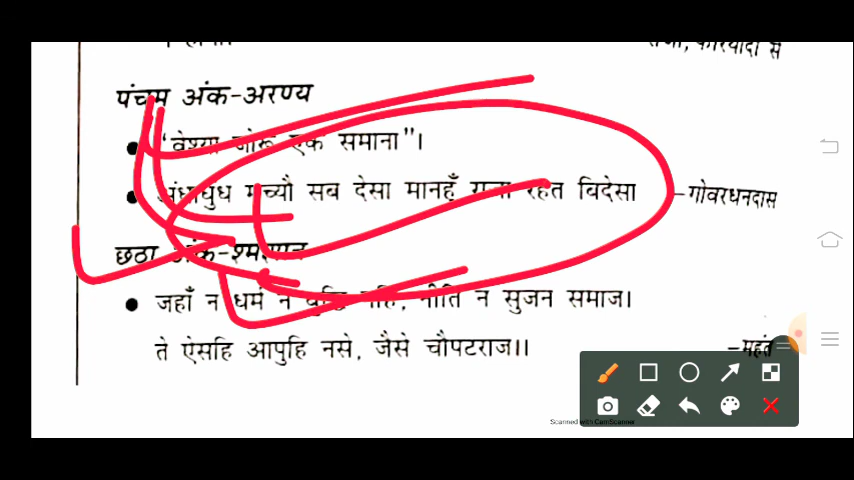 राजा, फरियादी से
पंचम अंक-अरण्य
● "वेश्या जोरू एक समाना"।
● अंधाधुंध मच्यौ सब देसा मानहुँ राजा रहत विदेसा –गोवरधनदास
छठा अंक-श्मशान
● जहाँ न धर्म न बुद्धि नहि, नीति न सुजन समाज।
ते ऐसहि आपुहि नसे, जैसे चौपटराज।। –महंत
Scanned with CamScanner